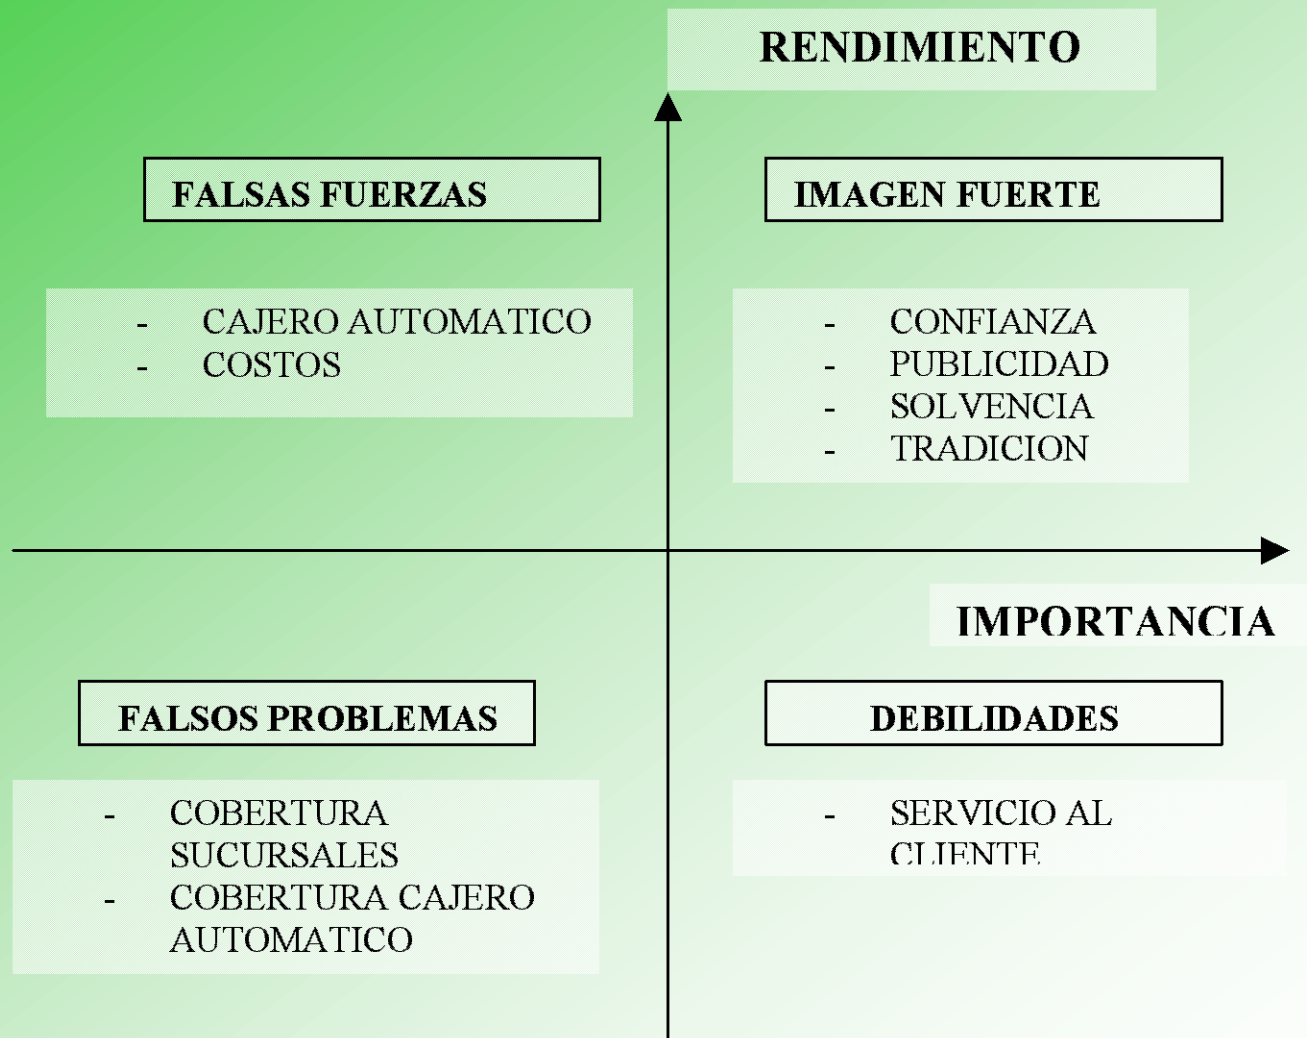 RENDIMIENTO
FALSAS FUERZAS
IMAGEN FUERTE
- CAJERO AUTOMATICO
- COSTOS
- CONFIANZA
- PUBLICIDAD
- SOLVENCIA
- TRADICION
IMPORTANCIA
FALSOS PROBLEMAS
DEBILIDADES
- COBERTURA
SUCURSALES
- COBERTURA CAJERO
AUTOMATICO
- SERVICIO AL
CLIENTE